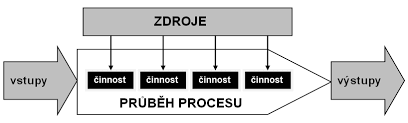 ZDROJE
vstupy
činnost činnost činnost činnost
výstupy
PRŮBĚH PROCESU